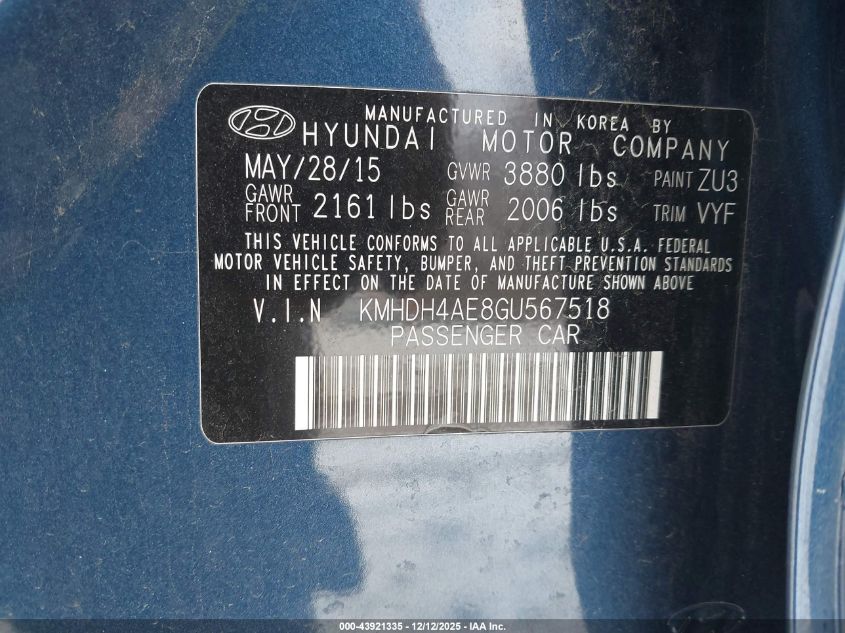 MANUFACTURED IN KOREA BY
HYUNDAI MOTOR COMPANY
MAY/28/15 GVWR 3880 lbs PAINT ZU3
GAWR FRONT 2161 lbs GAWR REAR 2006 lbs TRIM VYF
THIS VEHICLE CONFORMS TO ALL APPLICABLE U.S.A. FEDERAL
MOTOR VEHICLE SAFETY, BUMPER, AND THEFT PREVENTION STANDARDS
IN EFFECT ON THE DATE OF MANUFACTURE SHOWN ABOVE.
V.I.N KMHDH4AE8GU567518
PASSENGER CAR
000-43921335 - 12/12/2025 - IAA Inc.